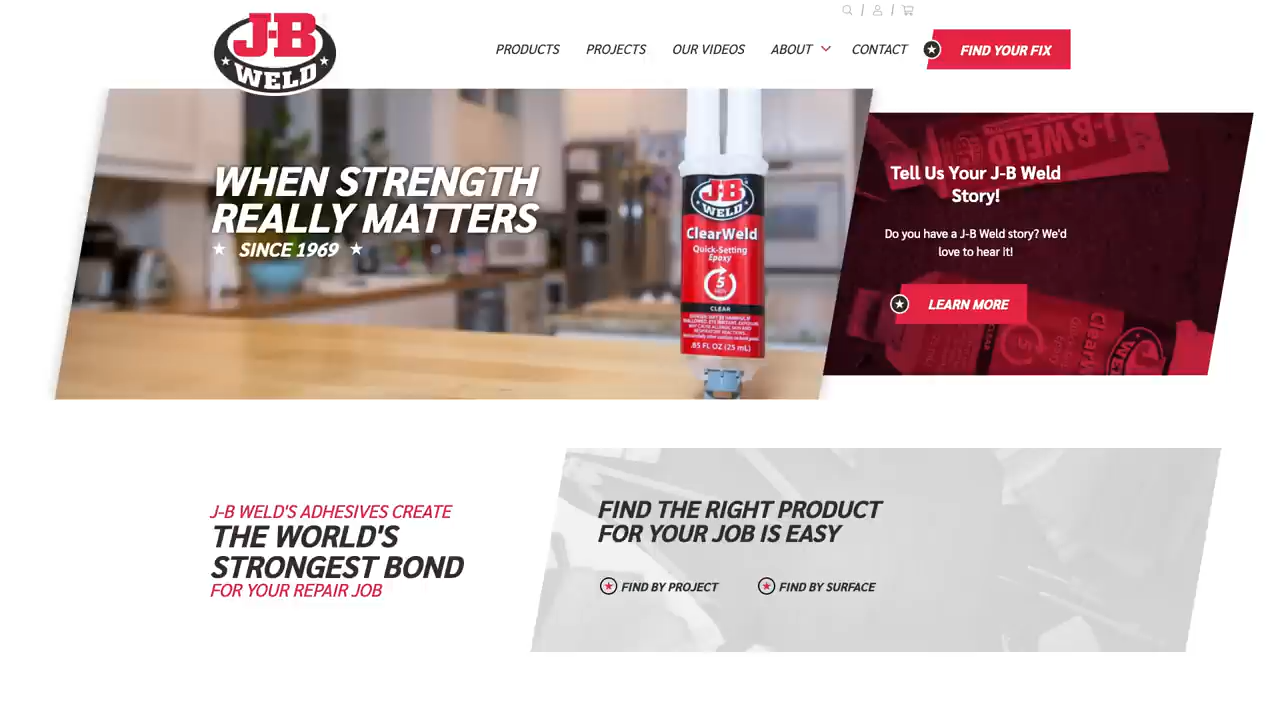 J-B
WELD
PRODUCTS
PROJECTS
OUR VIDEOS
ABOUT
CONTACT
FIND YOUR FIX
WHEN STRENGTH
REALLY MATTERS
SINCE 1969
J-B
WELD
ClearWeld
Quick-Setting
Epoxy
5
CLEAR
.85 FL OZ (25 mL)
J-B WELD
Tell Us Your J-B Weld
Story!
Do you have a J-B Weld story? We'd
love to hear it!
LEARN MORE
J-B WELD'S ADHESIVES CREATE
THE WORLD'S
STRONGEST BOND
FOR YOUR REPAIR JOB
FIND THE RIGHT PRODUCT
FOR YOUR JOB IS EASY
FIND BY PROJECT
FIND BY SURFACE